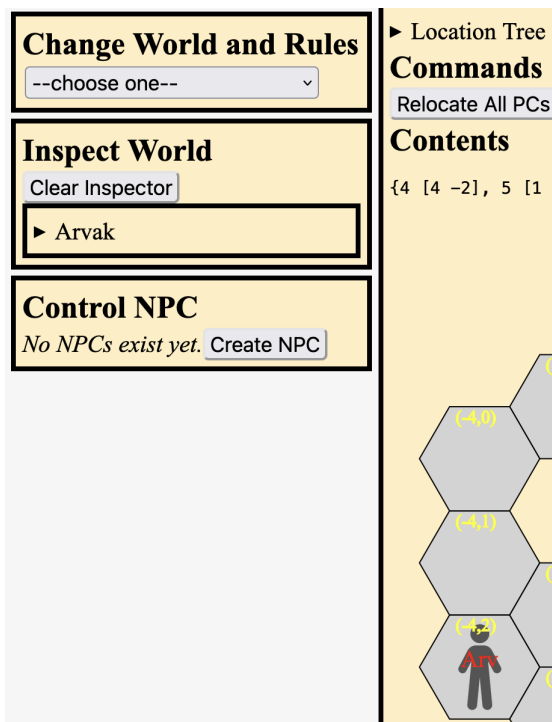 Change World and Rules
--choose one--
Inspect World
Clear Inspector
► Arvak
Control NPC
No NPCs exist yet. Create NPC
► Location Tree
Commands
Relocate All PCs
Contents
{4 [4 −2], 5 [1
(-4,0)
(-4,1)
(-4,2)
Arv